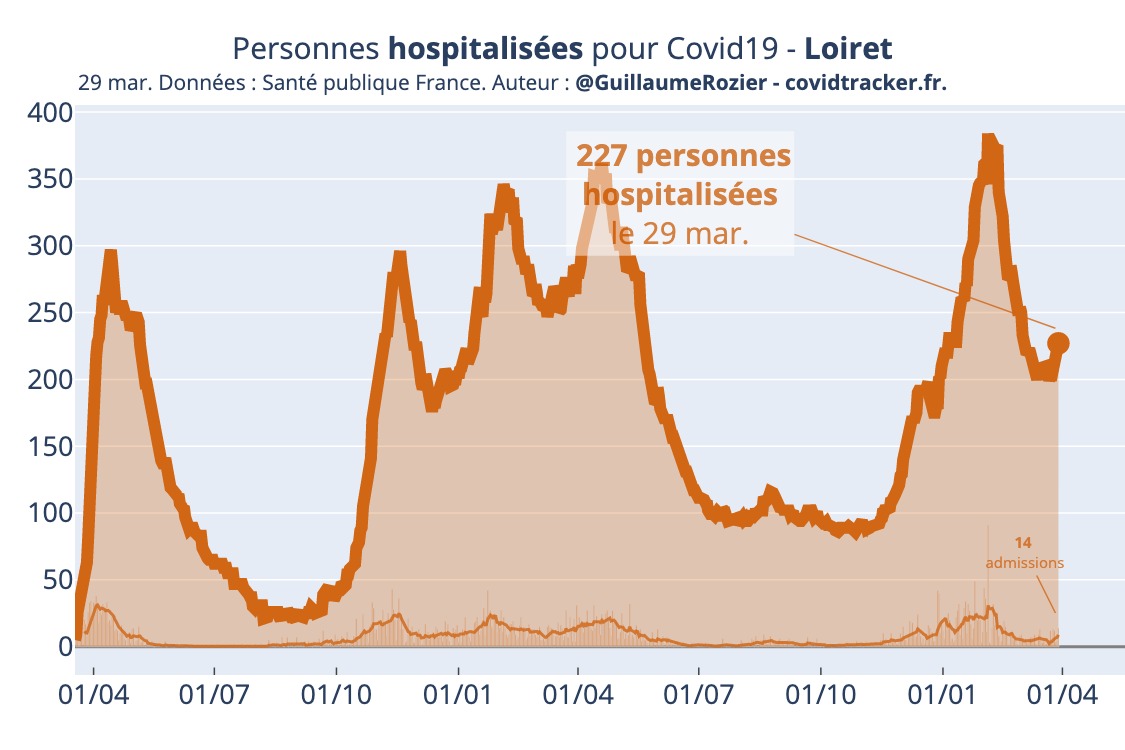 Personnes hospitalisées pour Covid19 - Loiret
29 mar. Données : Santé publique France. Auteur : @GuillaumeRozier - covidtracker.fr.
400
350
300
250
200
150
100
50
0
227 personnes
hospitalisées
le 29 mar.
14
admissions
01/04 01/07 01/10 01/01 01/04 01/07 01/10 01/01 01/04